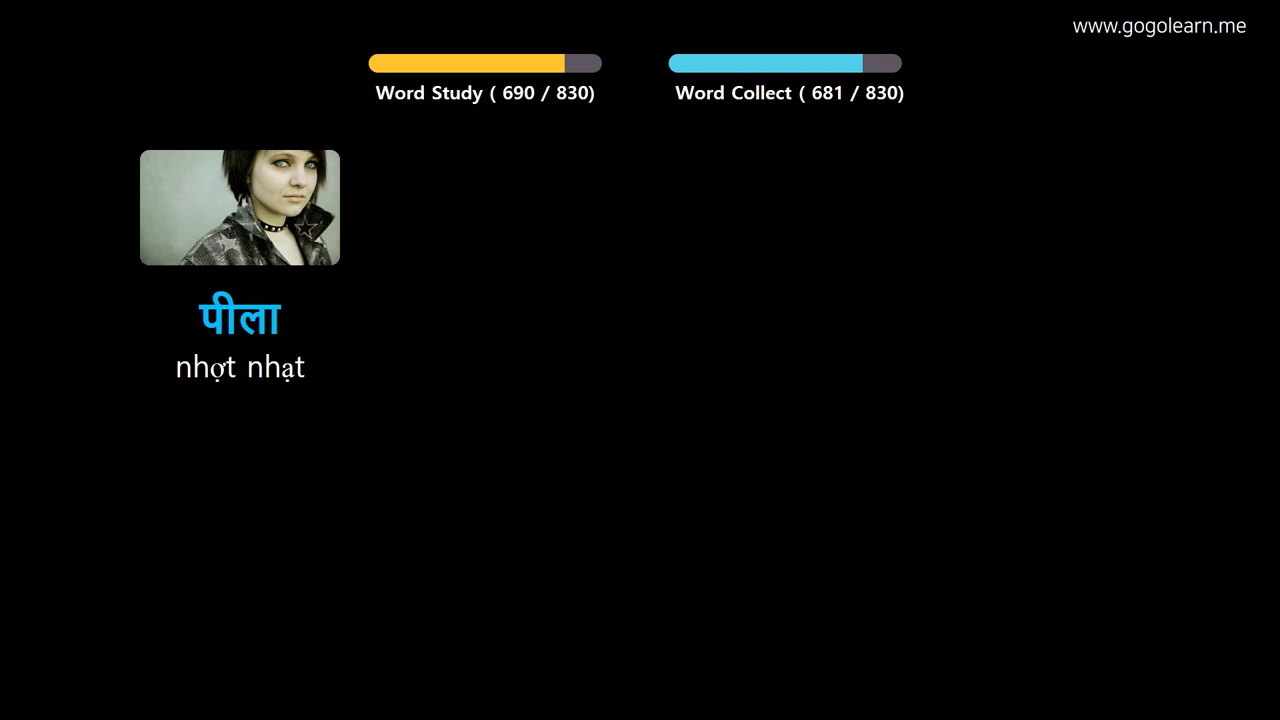 www.gogolearn.me
Word Study ( 690 / 830)
Word Collect ( 681 / 830)
पीला
nhợt nhạt